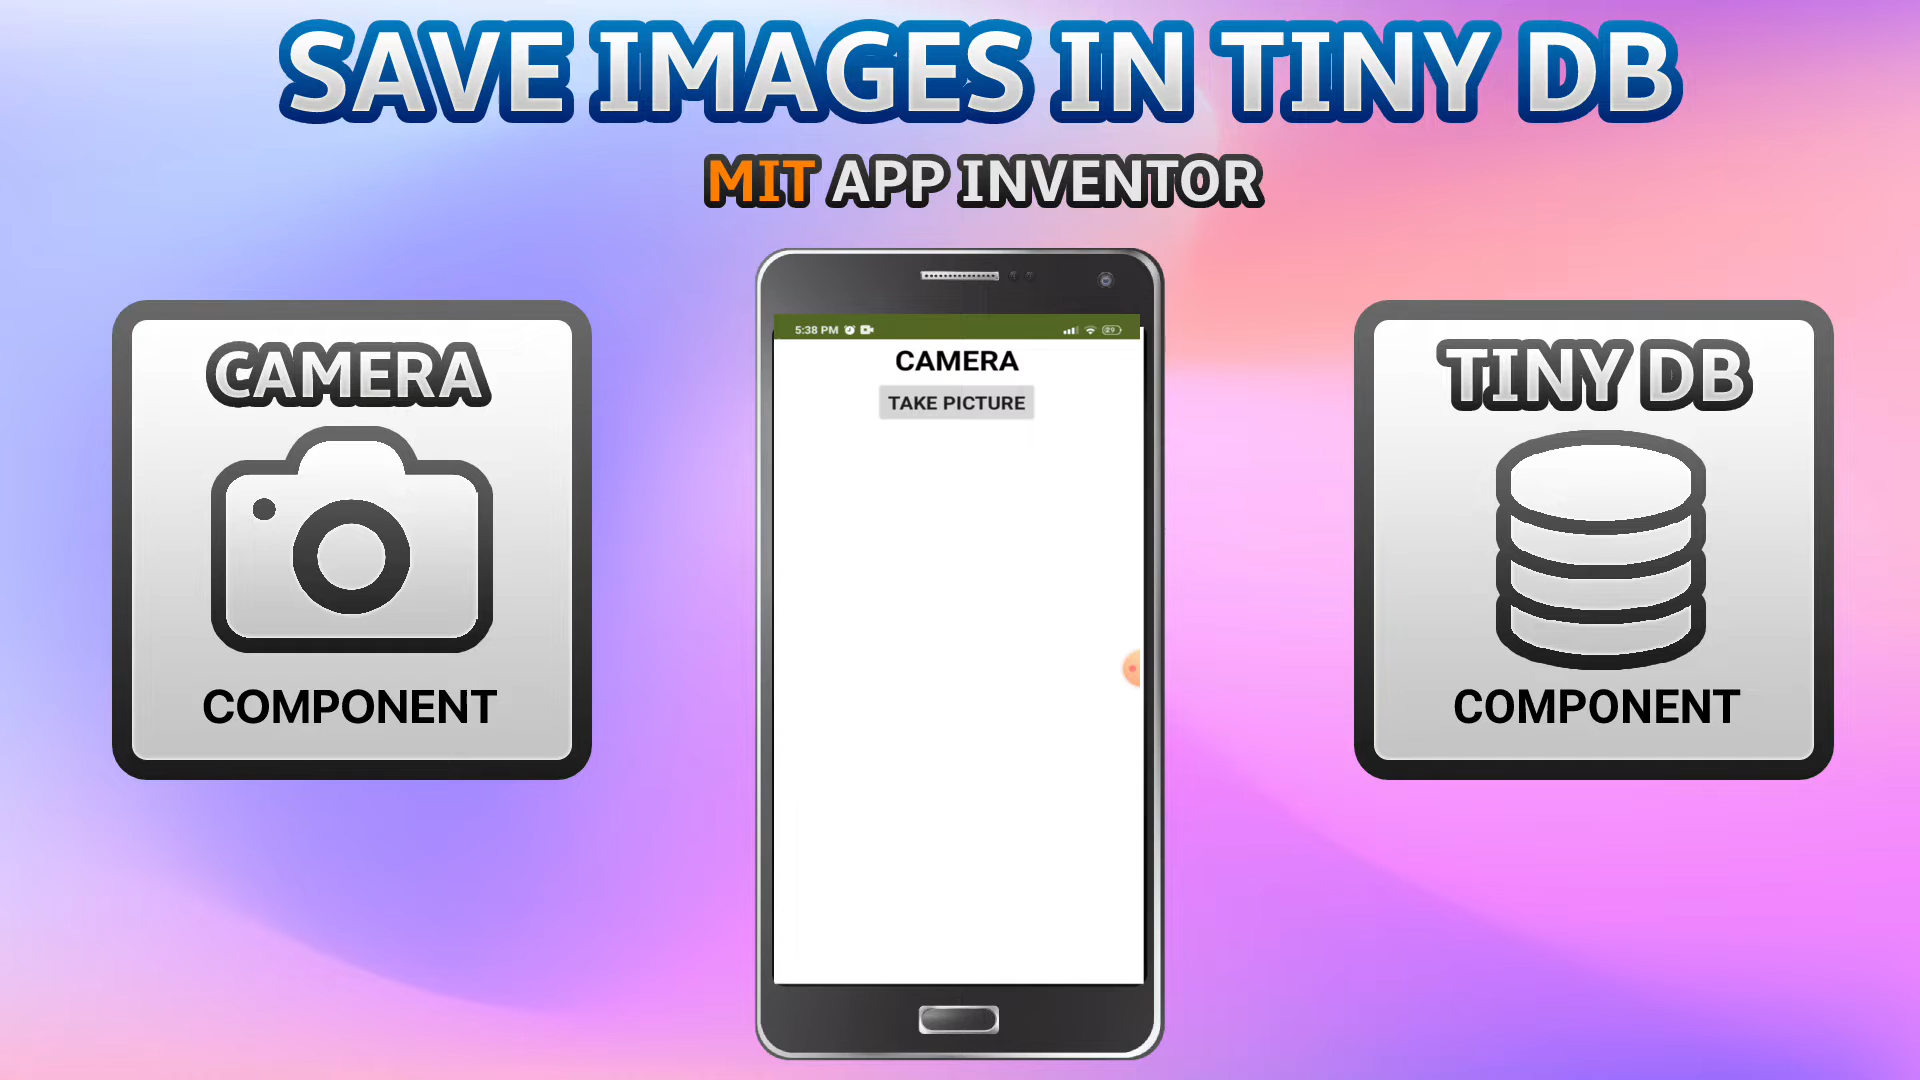 SAVE IMAGES IN TINY DB
MIT APP INVENTOR
CAMERA
COMPONENT
5:38 PM
29
CAMERA
TAKE PICTURE
TINY DB
COMPONENT